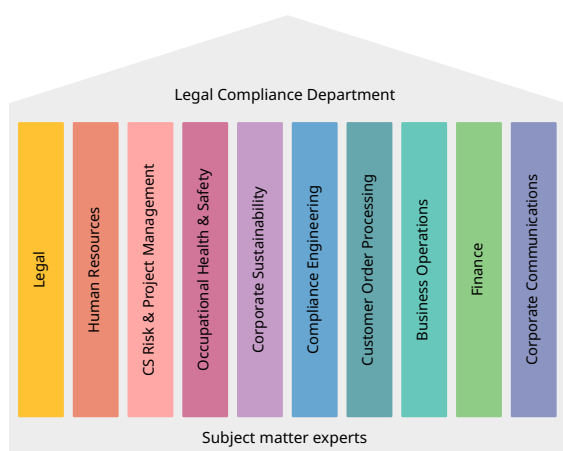 Legal Compliance Department
Legal
Human Resources
CS Risk & Project Management
Occupational Health & Safety
Corporate Sustainability
Compliance Engineering
Customer Order Processing
Business Operations
Finance
Corporate Communications
Subject matter experts